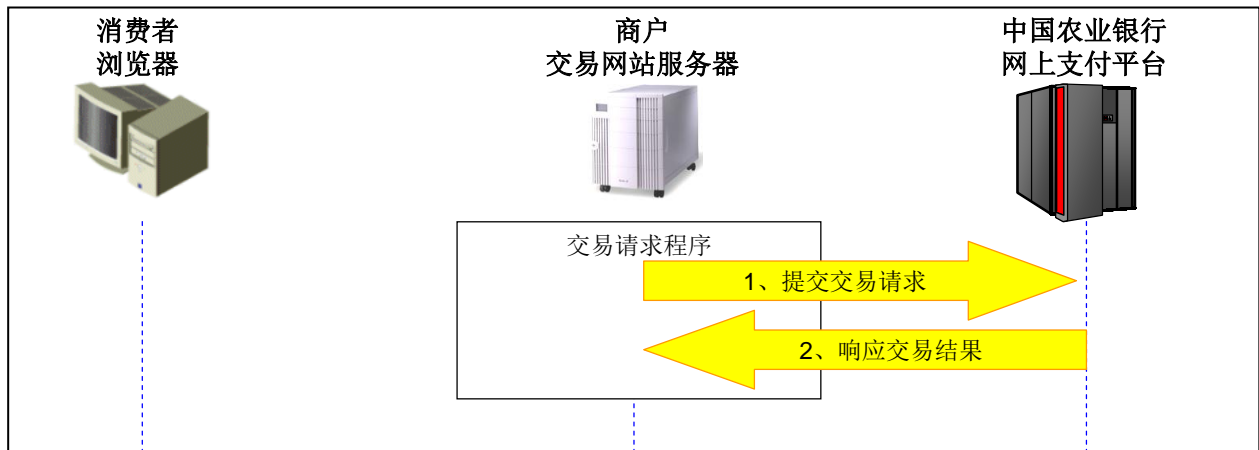 消费者
浏览器
商户
交易网站服务器
中国农业银行
网上支付平台
交易请求程序
1、提交交易请求
2、响应交易结果